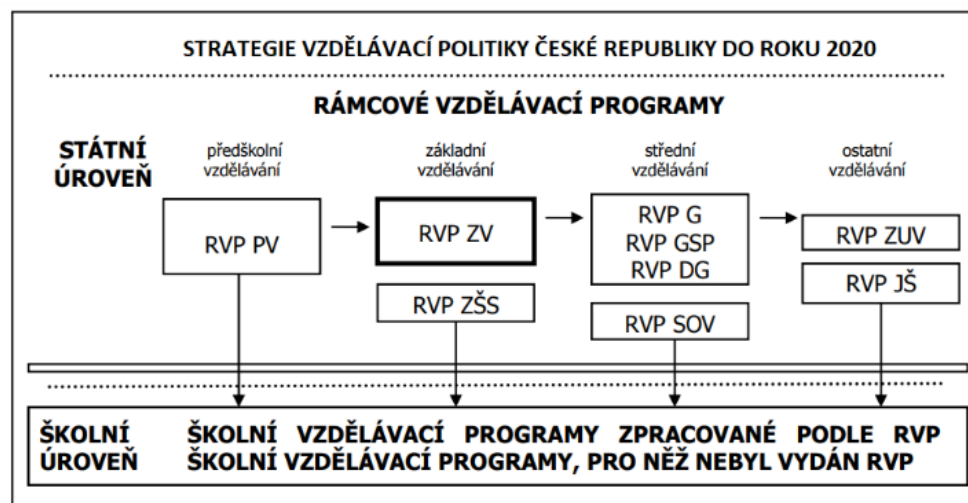 STRATEGIE VZDĚLÁVACÍ POLITIKY ČESKÉ REPUBLIKY DO ROKU 2020
RÁMCOVÉ VZDĚLÁVACÍ PROGRAMY
STÁTNÍ
ÚROVEŇ
předškolní
vzdělávání
základní
vzdělávání
střední
vzdělávání
ostatní
vzdělávání
RVP PV
RVP ZV
RVP ZŠS
RVP G
RVP GSP
RVP DG
RVP SOV
RVP ZUV
RVP JŠ
ŠKOLNÍ
ÚROVEŇ
ŠKOLNÍ VZDĚLÁVACÍ PROGRAMY ZPRACOVANÉ PODLE RVP
ŠKOLNÍ VZDĚLÁVACÍ PROGRAMY, PRO NĚŽ NEBYL VYDÁN RVP